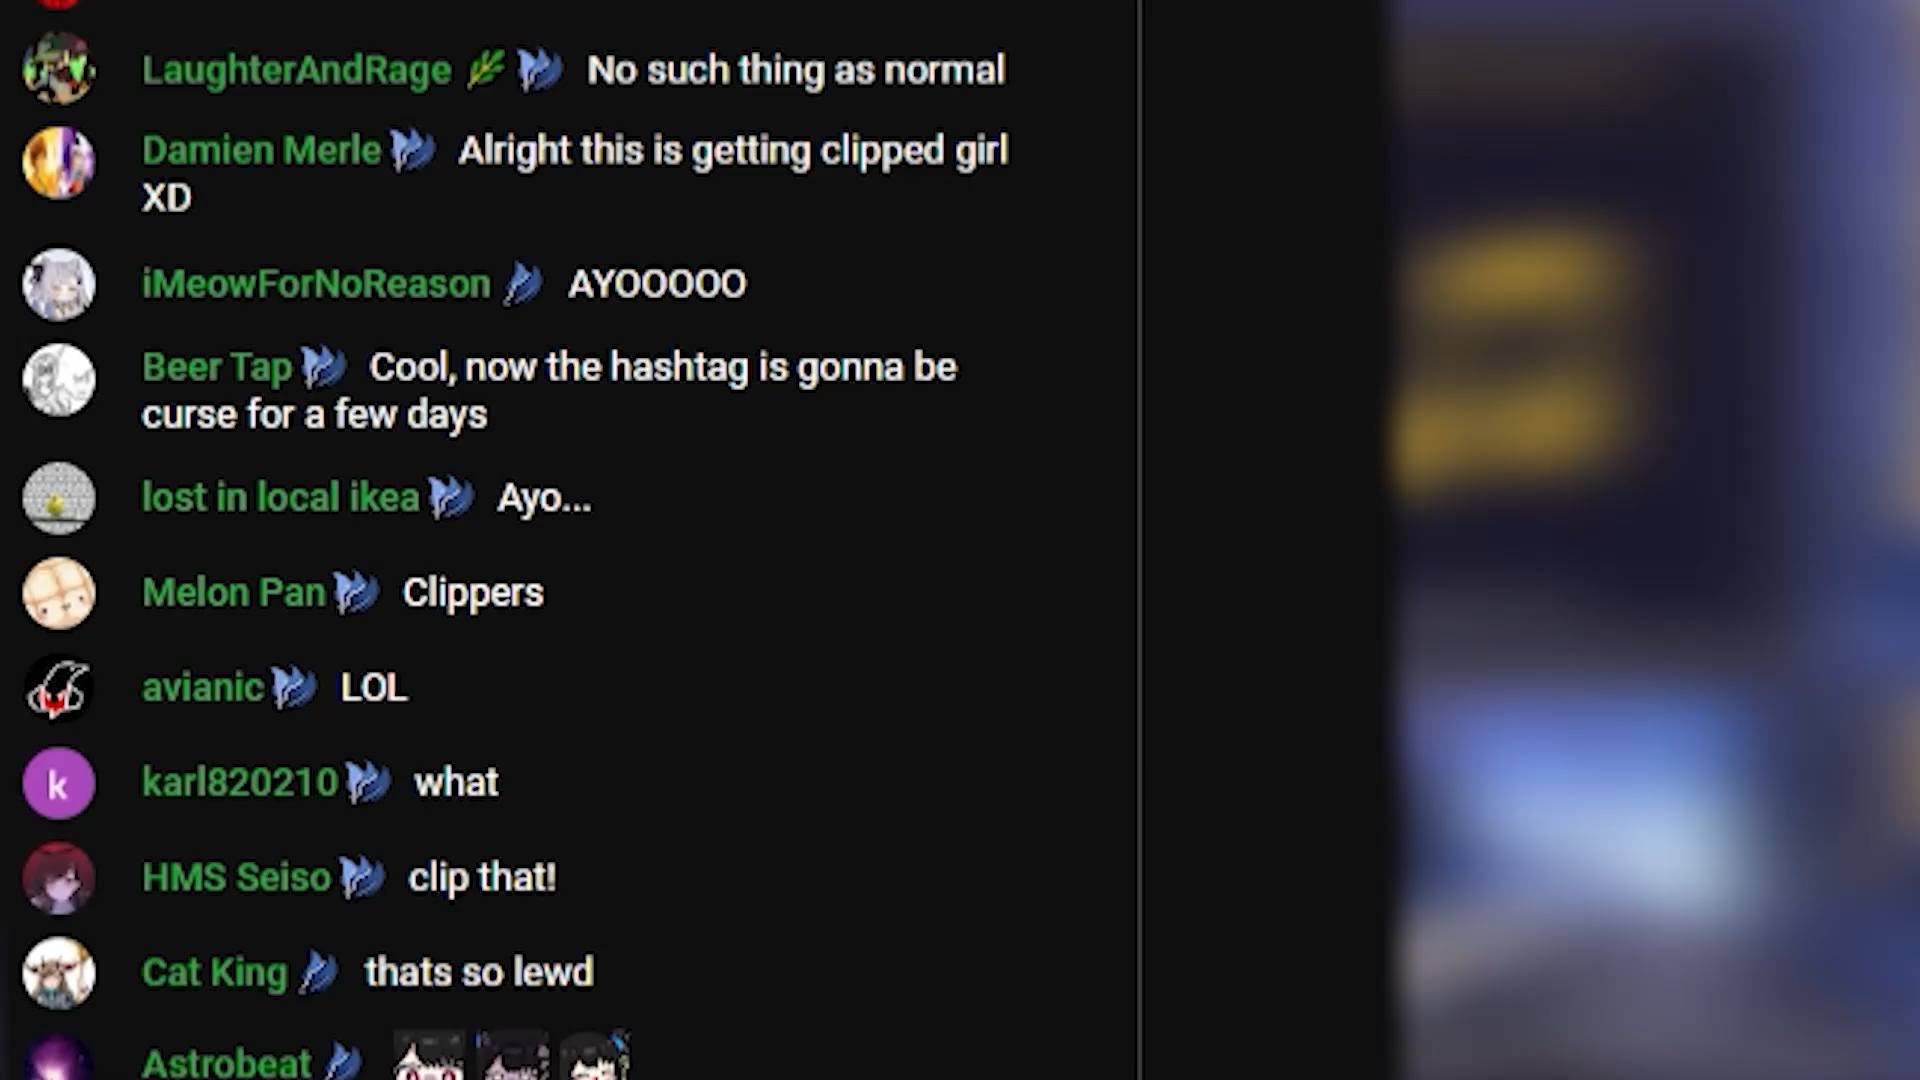 LaughterAndRage No such thing as normal
Damien Merle Alright this is getting clipped girl
XD
iMeowForNoReason AYOOOOO
Beer Tap Cool, now the hashtag is gonna be
curse for a few days
lost in local ikea Ayo...
Melon Pan Clippers
avianic LOL
k karl820210 what
HMS Seiso clip that!
Cat King thats so lewd
Astrobeat